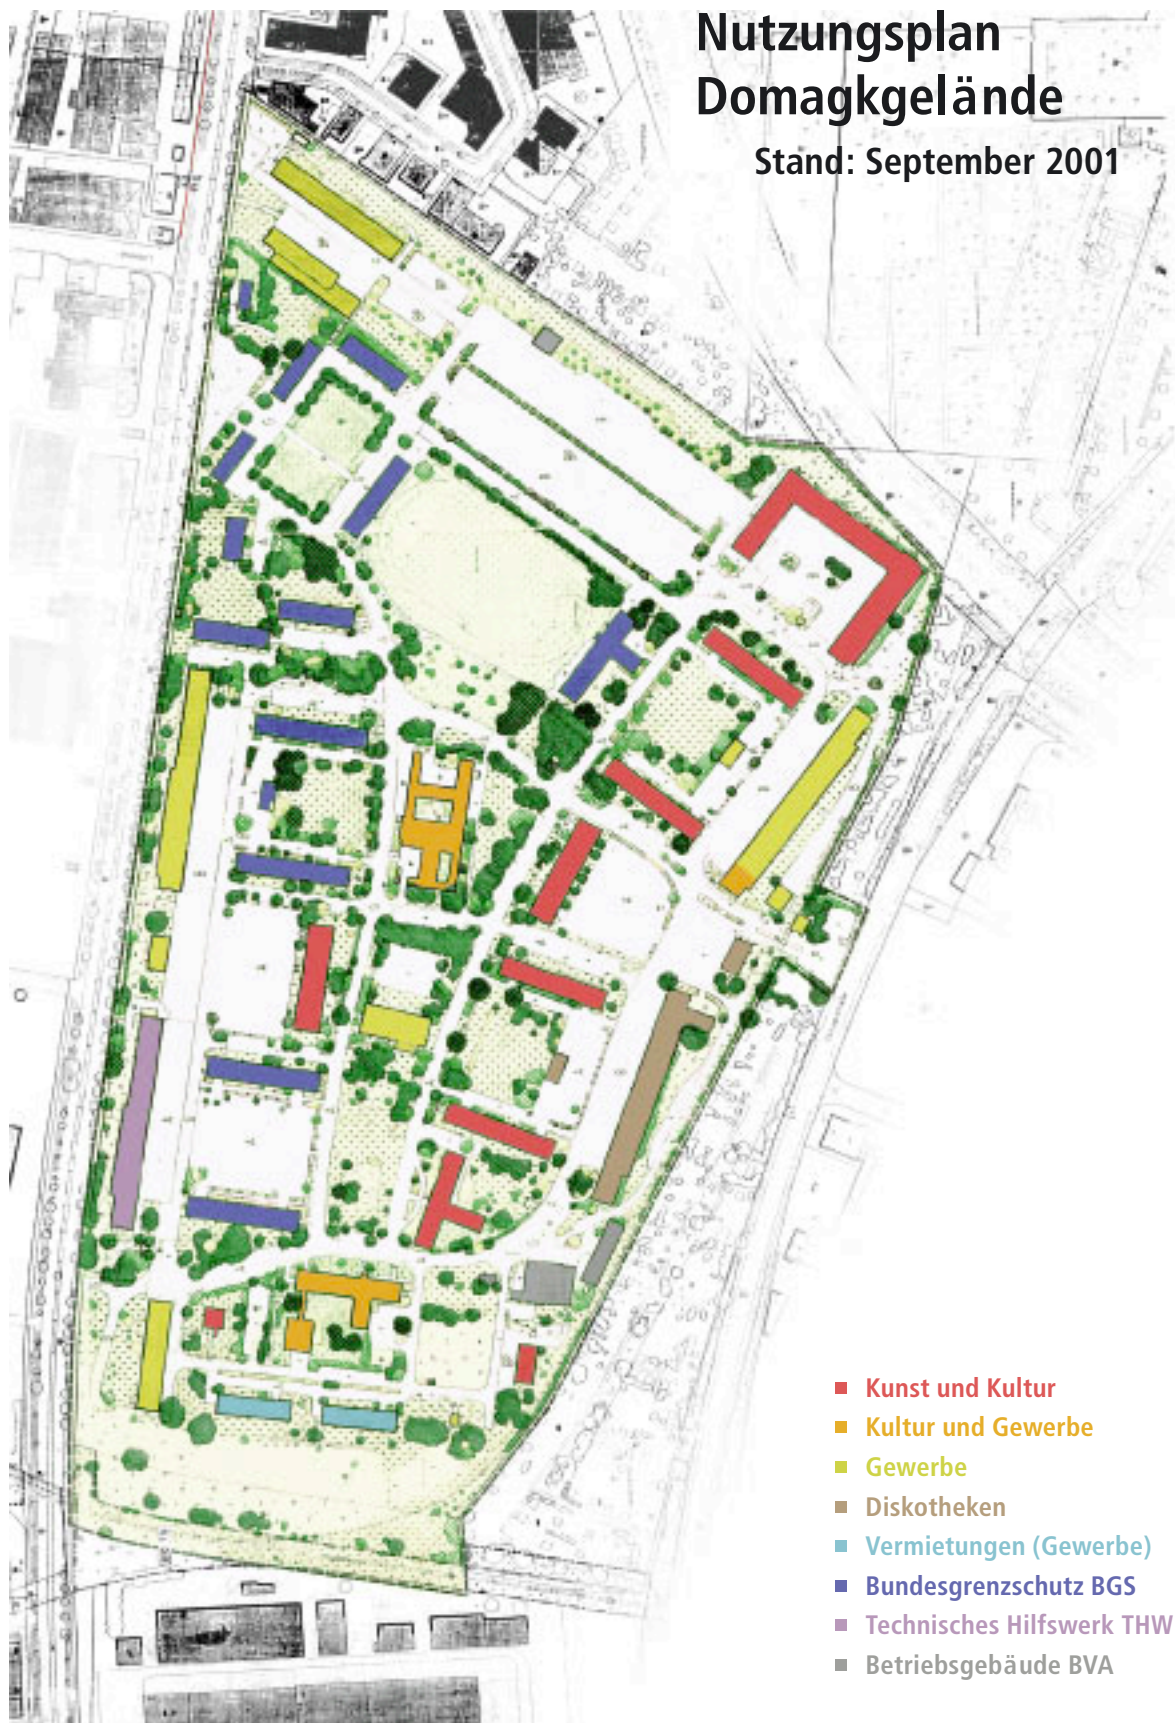 Nutzungsplan
Domagkgelände
Stand: September 2001
Kunst und Kultur
Kultur und Gewerbe
Gewerbe
Diskotheken
Vermietungen (Gewerbe)
Bundesgrenzschutz BGS
Technisches Hilfswerk THW
Betriebsgebäude BVA